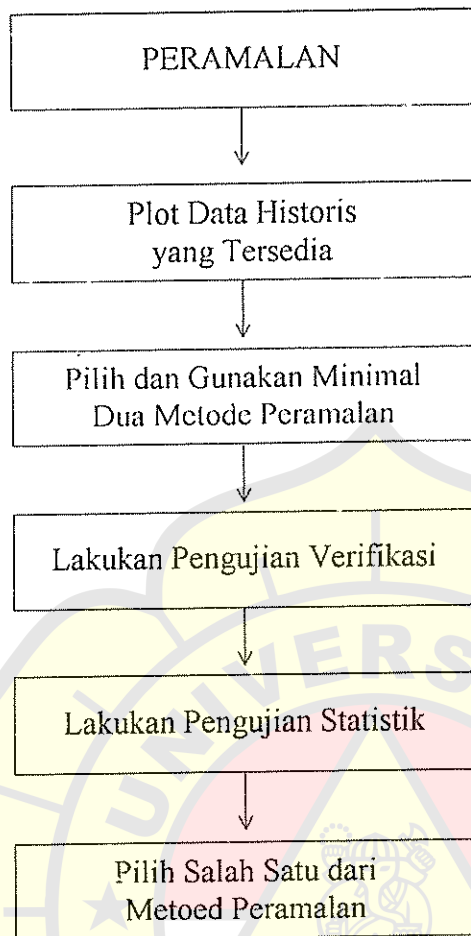 PERAMALAN
Plot Data Historis
yang Tersedia
Pilih dan Gunakan Minimal
Dua Metode Peramalan
Lakukan Pengujian Verifikasi
UNIVERS
Lakukan Pengujian Statistik
Pilih Salah Satu dari
Metoed Peramalan